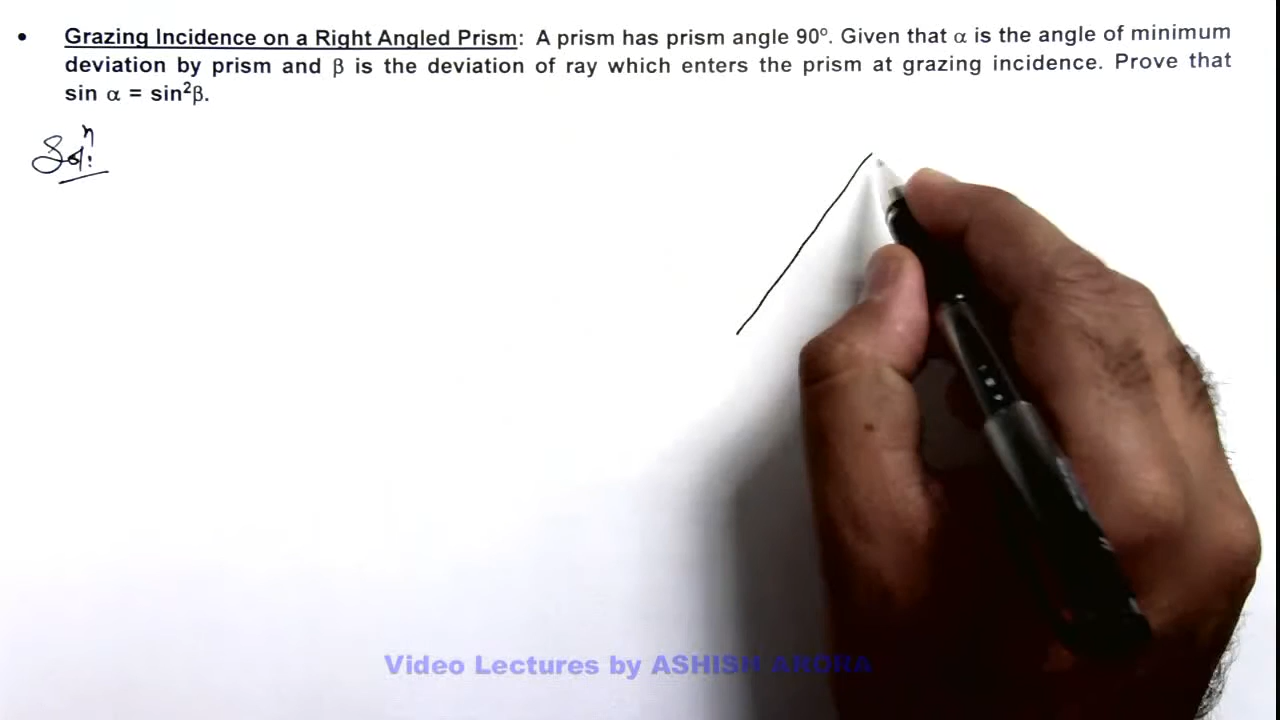 • Grazing Incidence on a Right Angled Prism: A prism has prism angle 90º. Given that α is the angle of minimum
deviation by prism and β is the deviation of ray which enters the prism at grazing incidence. Prove that
sin α = sin²β.
Solⁿ:
Video Lectures by ASHISH ARORA